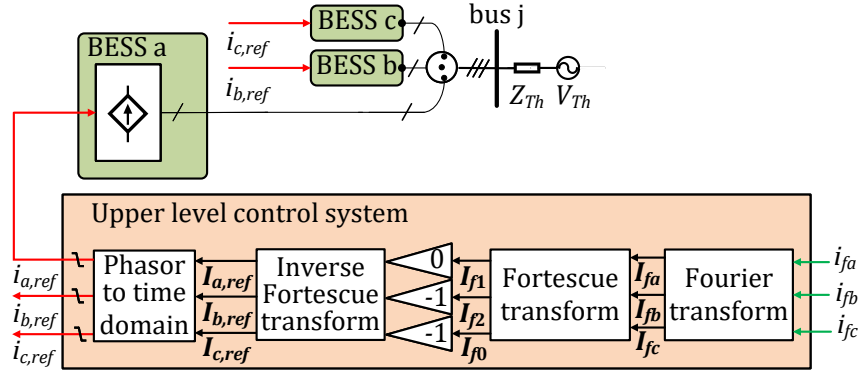 BESS c
i_c,ref
bus j
BESS a
BESS b
i_b,ref
Z_Th
V_Th
Upper level control system
Phasor
to time
domain
I_a,ref
I_b,ref
I_c,ref
Inverse
Fortescue
transform
0
-1
-1
I_f1
I_f2
I_f0
Fortescue
transform
I_fa
I_fb
I_fc
Fourier
transform
i_fa
i_fb
i_fc
i_a,ref
i_b,ref
i_c,ref